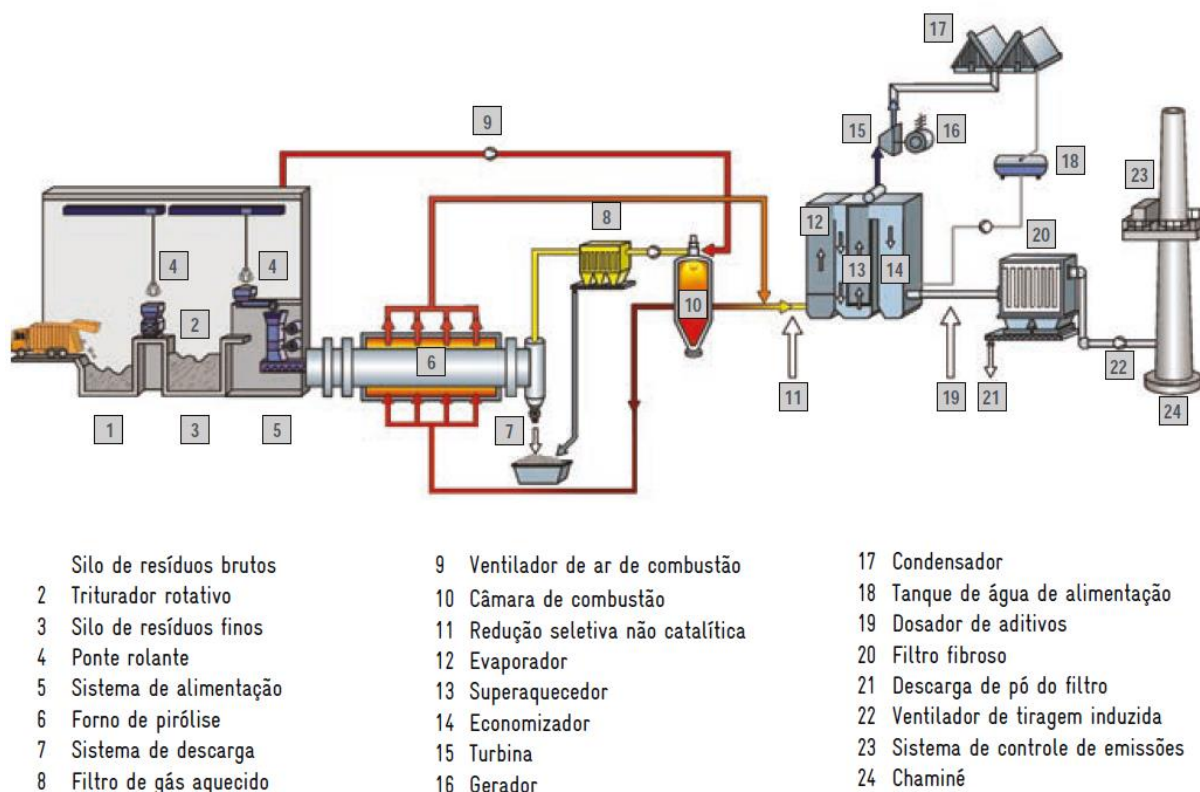 17
15
16
9
18
23
8
12
20
4
4
13
14
2
10
6
11
19
21
22
7
24
1
3
5
Silo de resíduos brutos
2 Triturador rotativo
3 Silo de resíduos finos
4 Ponte rolante
5 Sistema de alimentação
6 Forno de pirólise
7 Sistema de descarga
8 Filtro de gás aquecido
9 Ventilador de ar de combustão
10 Câmara de combustão
11 Redução seletiva não catalítica
12 Evaporador
13 Superaquecedor
14 Economizador
15 Turbina
16 Gerador
17 Condensador
18 Tanque de água de alimentação
19 Dosador de aditivos
20 Filtro fibroso
21 Descarga de pó do filtro
22 Ventilador de tiragem induzida
23 Sistema de controle de emissões
24 Chaminé